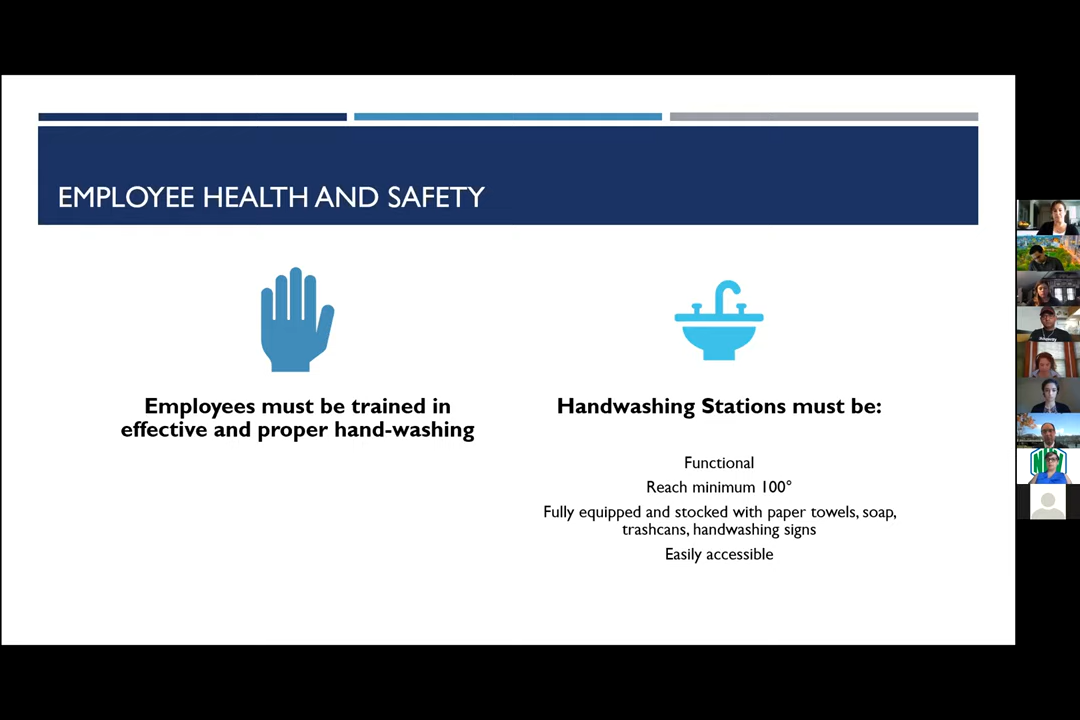 EMPLOYEE HEALTH AND SAFETY
Employees must be trained in
effective and proper hand-washing
Handwashing Stations must be:
Functional
Reach minimum 100°
Fully equipped and stocked with paper towels, soap,
trashcans, handwashing signs
Easily accessible